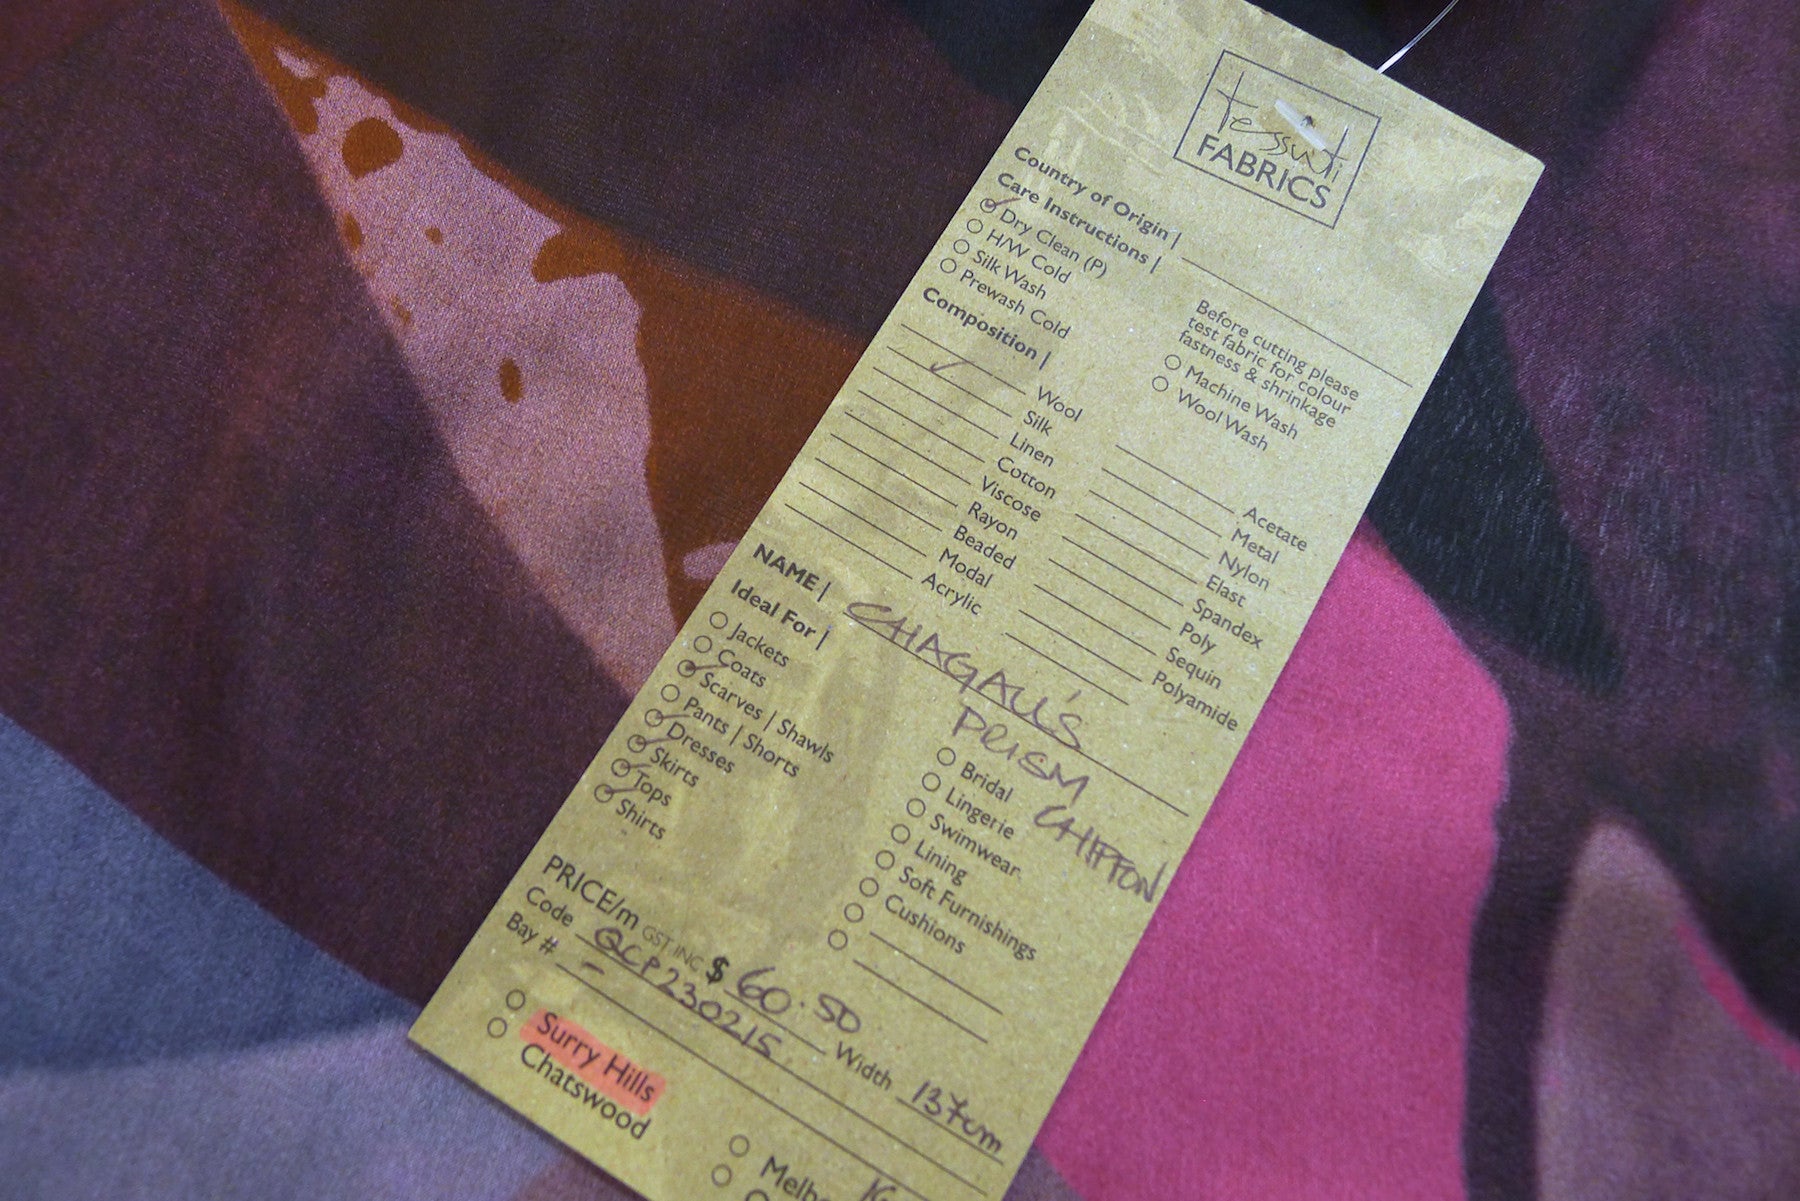 tessuti
FABRICS
Country of Origin |
Care Instructions |
Dry Clean (P)
H/W Cold
Silk Wash
Prewash Cold
Before cutting please
test fabric for colour
fastness & shrinkage
Machine Wash
Wool Wash
Composition |
Wool
Silk
Linen
Cotton
Viscose
Rayon
Beaded
Modal
Acrylic
Acetate
Metal
Nylon
Elast
Spandex
Poly
Sequin
Polyamide
NAME | CHAGALL'S
PRISM
CHIFFON
Ideal For |
Jackets
Coats
Scarves | Shawls
Pants | Shorts
Dresses
Skirts
Tops
Shirts
Bridal
Lingerie
Swimwear
Lining
Soft Furnishings
Cushions
PRICE/m GST INC $ 60.50
Code QCP230215 Width 137cm
Bay # -
Surry Hills
Chatswood